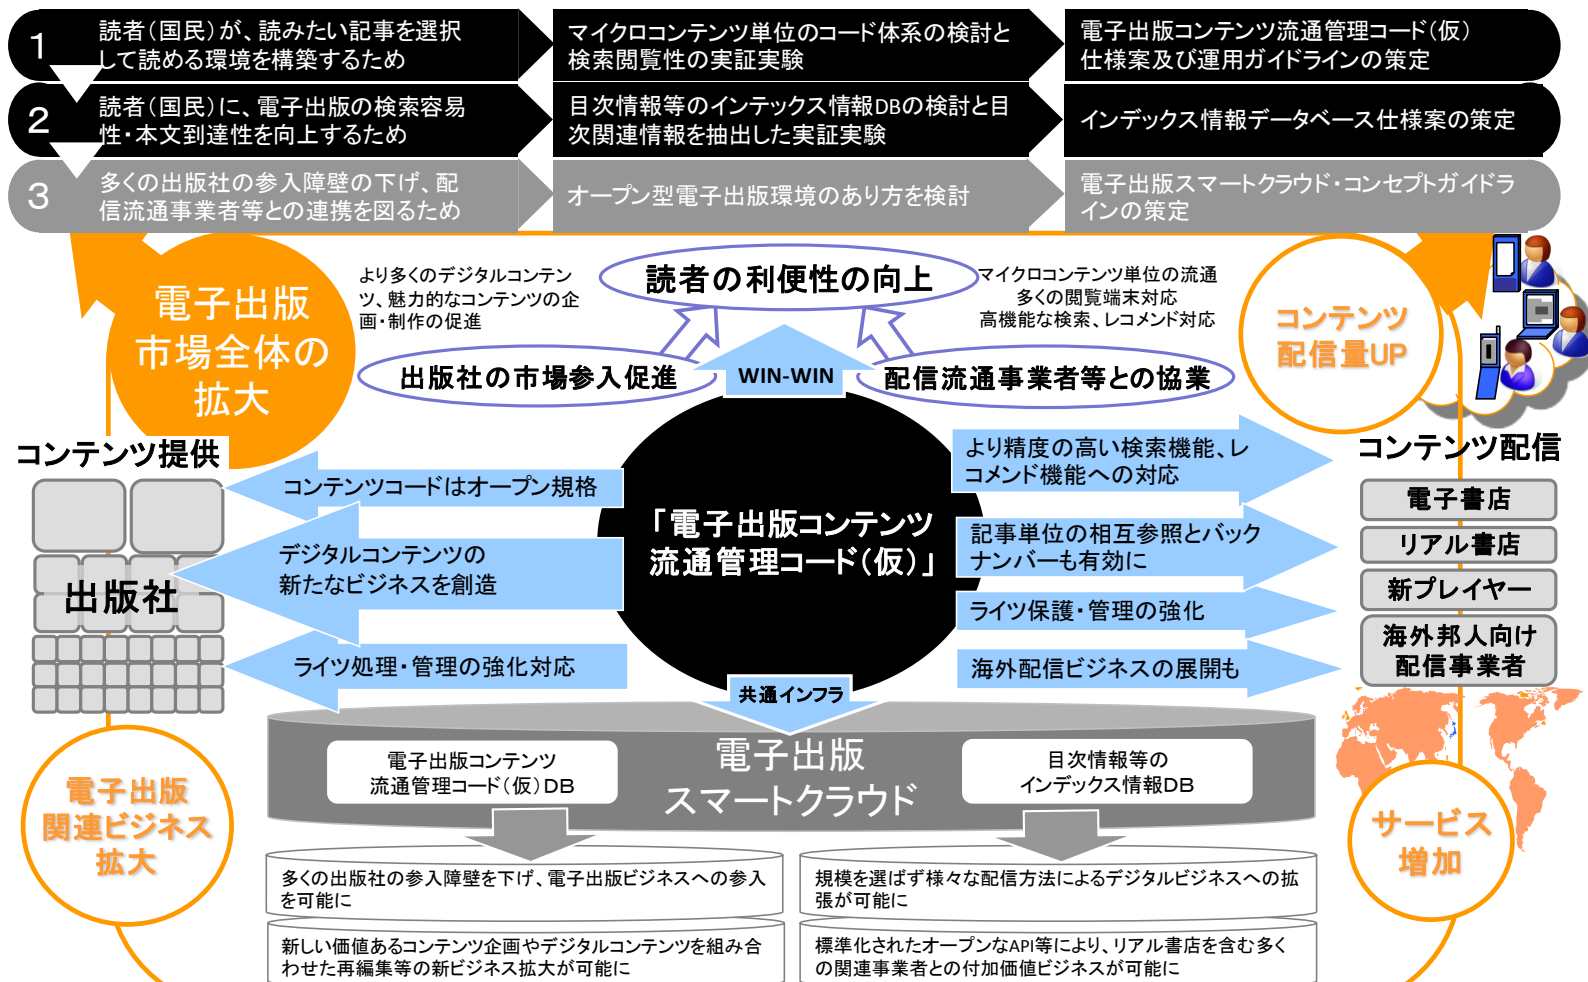 1
読者（国民）が、読みたい記事を選択
して読める環境を構築するため
マイクロコンテンツ単位のコード体系の検討と
検索閲覧性の実証実験
電子出版コンテンツ流通管理コード（仮）
仕様案及び運用ガイドラインの策定
2
読者（国民）に、電子出版の検索容易
性・本文到達性を向上するため
目次情報等のインテックス情報DBの検討と目
次関連情報を抽出した実証実験
インデックス情報データベース仕様案の策定
3
多くの出版社の参入障壁の下げ、配
信流通事業者等との連携を図るため
オープン型電子出版環境のあり方を検討
電子出版スマートクラウド・コンセプトガイドラ
インの策定
電子出版
市場全体の
拡大
より多くのデジタルコンテン
ツ、魅力的なコンテンツの企
画・制作の促進
読者の利便性の向上
マイクロコンテンツ単位の流通
多くの閲覧端末対応
高機能な検索、レコメンド対応
コンテンツ
配信量UP
出版社の市場参入促進
WIN-WIN
配信流通事業者等との協業
コンテンツ提供
コンテンツ配信
コンテンツコードはオープン規格
デジタルコンテンツの
新たなビジネスを創造
ライツ処理・管理の強化対応
出版社
「電子出版コンテンツ
流通管理コード（仮）」
より精度の高い検索機能、レ
コメンド機能への対応
記事単位の相互参照とバック
ナンバーも有効に
ライツ保護・管理の強化
海外配信ビジネスの展開も
電子書店
リアル書店
新プレイヤー
海外邦人向け
配信事業者
共通インフラ
電子出版
スマートクラウド
電子出版コンテンツ
流通管理コード（仮）DB
目次情報等の
インデックス情報DB
電子出版
関連ビジネス
拡大
サービス
増加
多くの出版社の参入障壁を下げ、電子出版ビジネスへの参入
を可能に
規模を選ばず様々な配信方法によるデジタルビジネスへの拡
張が可能に
新しい価値あるコンテンツ企画やデジタルコンテンツを組み合
わせた再編集等の新ビジネス拡大が可能に
標準化されたオープンなAPI等により、リアル書店を含む多く
の関連事業者との付加価値ビジネスが可能に